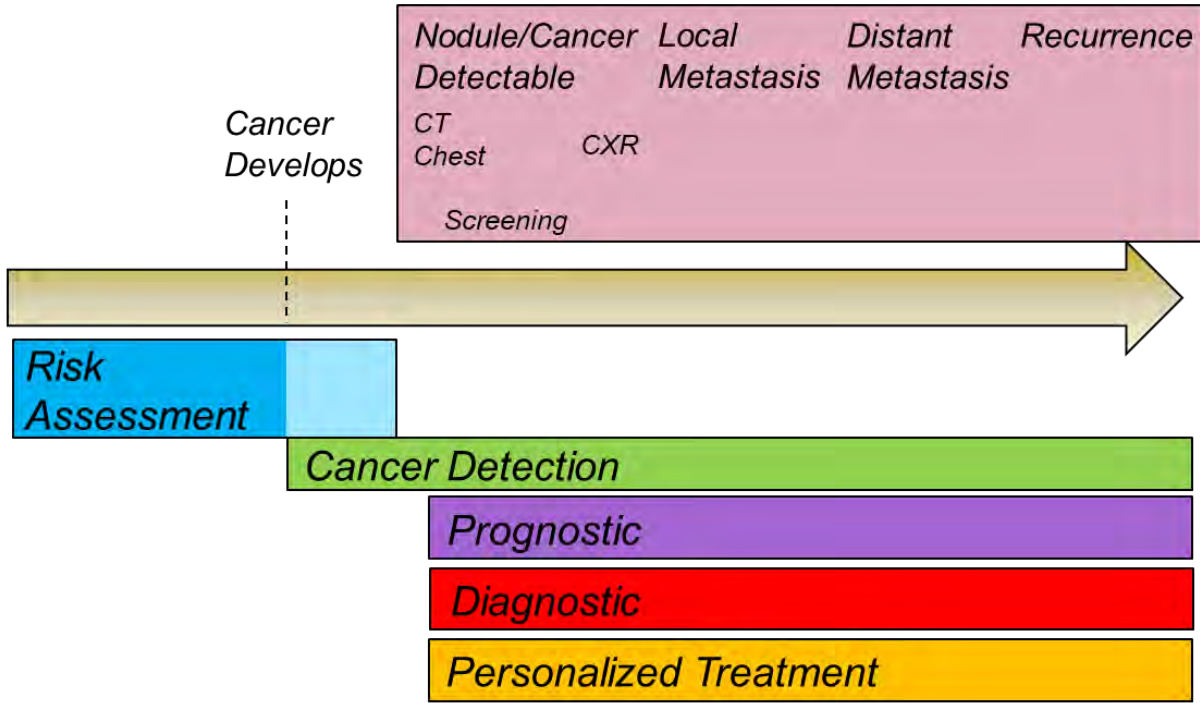 Nodule/Cancer
Detectable
Local
Metastasis
Distant
Metastasis
Recurrence
CT
Chest
CXR
Screening
Cancer
Develops
Risk
Assessment
Cancer Detection
Prognostic
Diagnostic
Personalized Treatment